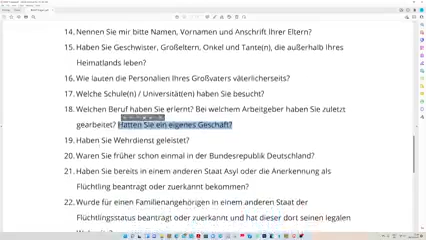 14. Nennen Sie mir bitte Namen, Vornamen und Anschrift Ihrer Eltern?
15. Haben Sie Geschwister, Großeltern, Onkel und Tante(n), die außerhalb Ihres
Heimatlands leben?
16. Wie lauten die Personalien Ihres Großvaters väterlicherseits?
17. Welche Schule(n) / Universität(en) haben Sie besucht?
18. Welchen Beruf haben Sie erlernt? Bei welchem Arbeitgeber haben Sie zuletzt
gearbeitet? Hatten Sie ein eigenes Geschäft?
19. Haben Sie Wehrdienst geleistet?
20. Waren Sie früher schon einmal in der Bundesrepublik Deutschland?
21. Haben Sie bereits in einem anderen Staat Asyl oder die Anerkennung als
Flüchtling beantragt oder zuerkannt bekommen?
22. Wurde für einen Familienangehörigen in einem anderen Staat der
Flüchtlingsstatus beantragt oder zuerkannt und hat dieser dort seinen legalen